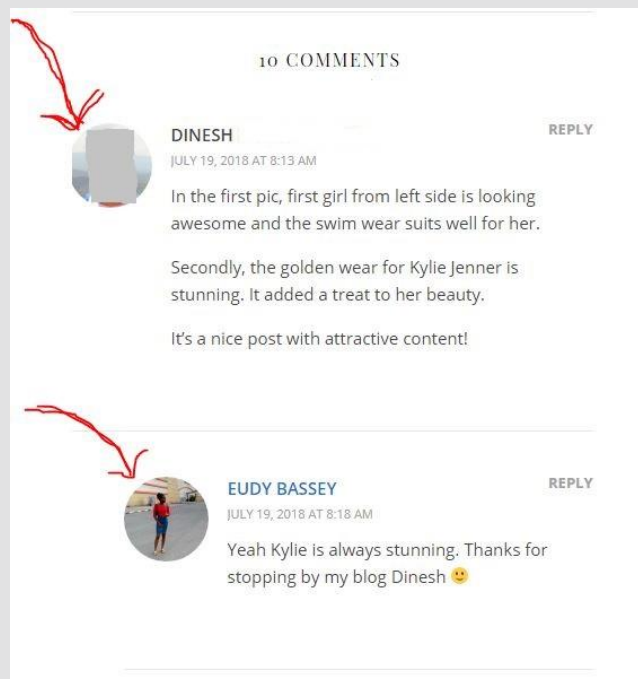 10 COMMENTS
DINESH
REPLY
JULY 19, 2018 AT 8:13 AM
In the first pic, first girl from left side is looking
awesome and the swim wear suits well for her.
Secondly, the golden wear for Kylie Jenner is
stunning. It added a treat to her beauty.
It’s a nice post with attractive content!
EUDY BASSEY
REPLY
JULY 19, 2018 AT 8:18 AM
Yeah Kylie is always stunning. Thanks for
stopping by my blog Dinesh 🙂